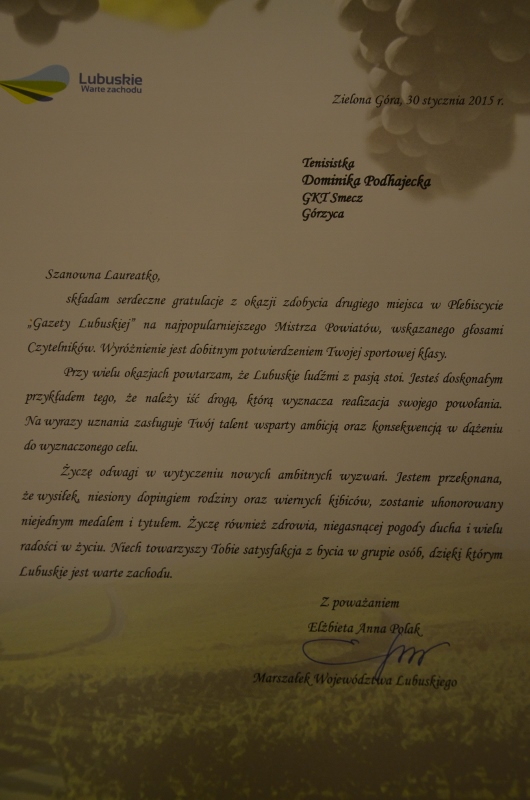 Lubuskie
Warte zachodu
Zielona Góra, 30 stycznia 2015 r.
Tenisistka
Dominika Podhajecka
GKT Smecz
Górzyca
Szanowna Laureatko,
składam serdeczne gratulacje z okazji zdobycia drugiego miejsca w Plebiscycie
„Gazety Lubuskiej" na najpopularniejszego Mistrza Powiatów, wskazanego głosami
Czytelników. Wyróżnienie jest dobitnym potwierdzeniem Twojej sportowej klasy.
Przy wielu okazjach powtarzam, że Lubuskie ludźmi z pasją stoi. Jesteś doskonałym
przykładem tego, że należy iść drogą, którą wyznacza realizacja swojego powołania.
Na wyrazy uznania zasługuje Twój talent wsparty ambicją oraz konsekwencją w dążeniu
do wyznaczonego celu.
Życzę odwagi w wytyczeniu nowych ambitnych wyzwań. Jestem przekonana,
że wysiłek, niesiony dopingiem rodziny oraz wiernych kibiców, zostanie uhonorowany
niejednym medalem i tytułem. Życzę również zdrowia, niegasnącej pogody ducha i wielu
radości w życiu. Niech towarzyszy Tobie satysfakcja z bycia w grupie osób, dzięki którym
Lubuskie jest warte zachodu.
Z poważaniem
Elżbieta Anna Polak
Marszałek Województwa Lubuskiego